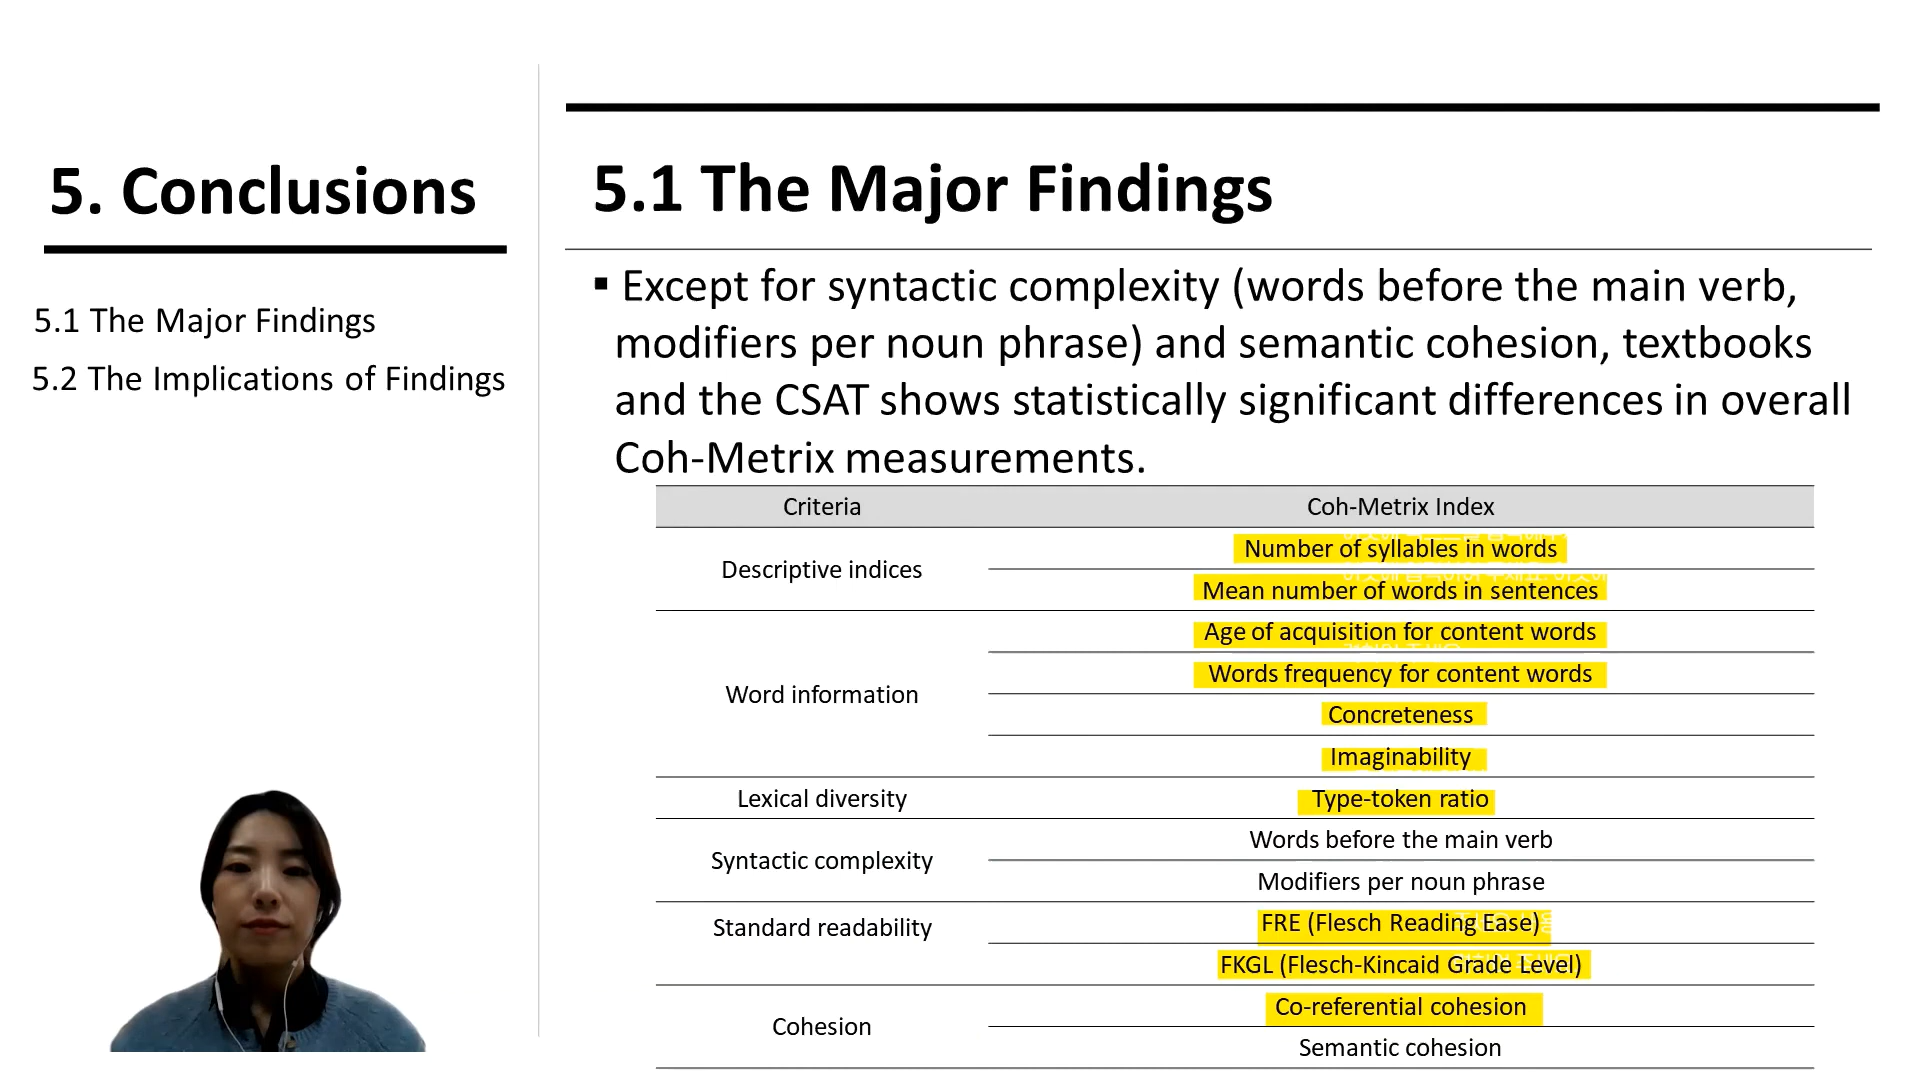 5. Conclusions
5.1 The Major Findings
5.2 The Implications of Findings
5.1 The Major Findings
▪ Except for syntactic complexity (words before the main verb,
modifiers per noun phrase) and semantic cohesion, textbooks
and the CSAT shows statistically significant differences in overall
Coh-Metrix measurements.
Criteria
Coh-Metrix Index
Descriptive indices
Number of syllables in words
Mean number of words in sentences
Word information
Age of acquisition for content words
Words frequency for content words
Concreteness
Imaginability
Lexical diversity
Type-token ratio
Syntactic complexity
Words before the main verb
Modifiers per noun phrase
Standard readability
FRE (Flesch Reading Ease)
FKGL (Flesch-Kincaid Grade Level)
Cohesion
Co-referential cohesion
Semantic cohesion